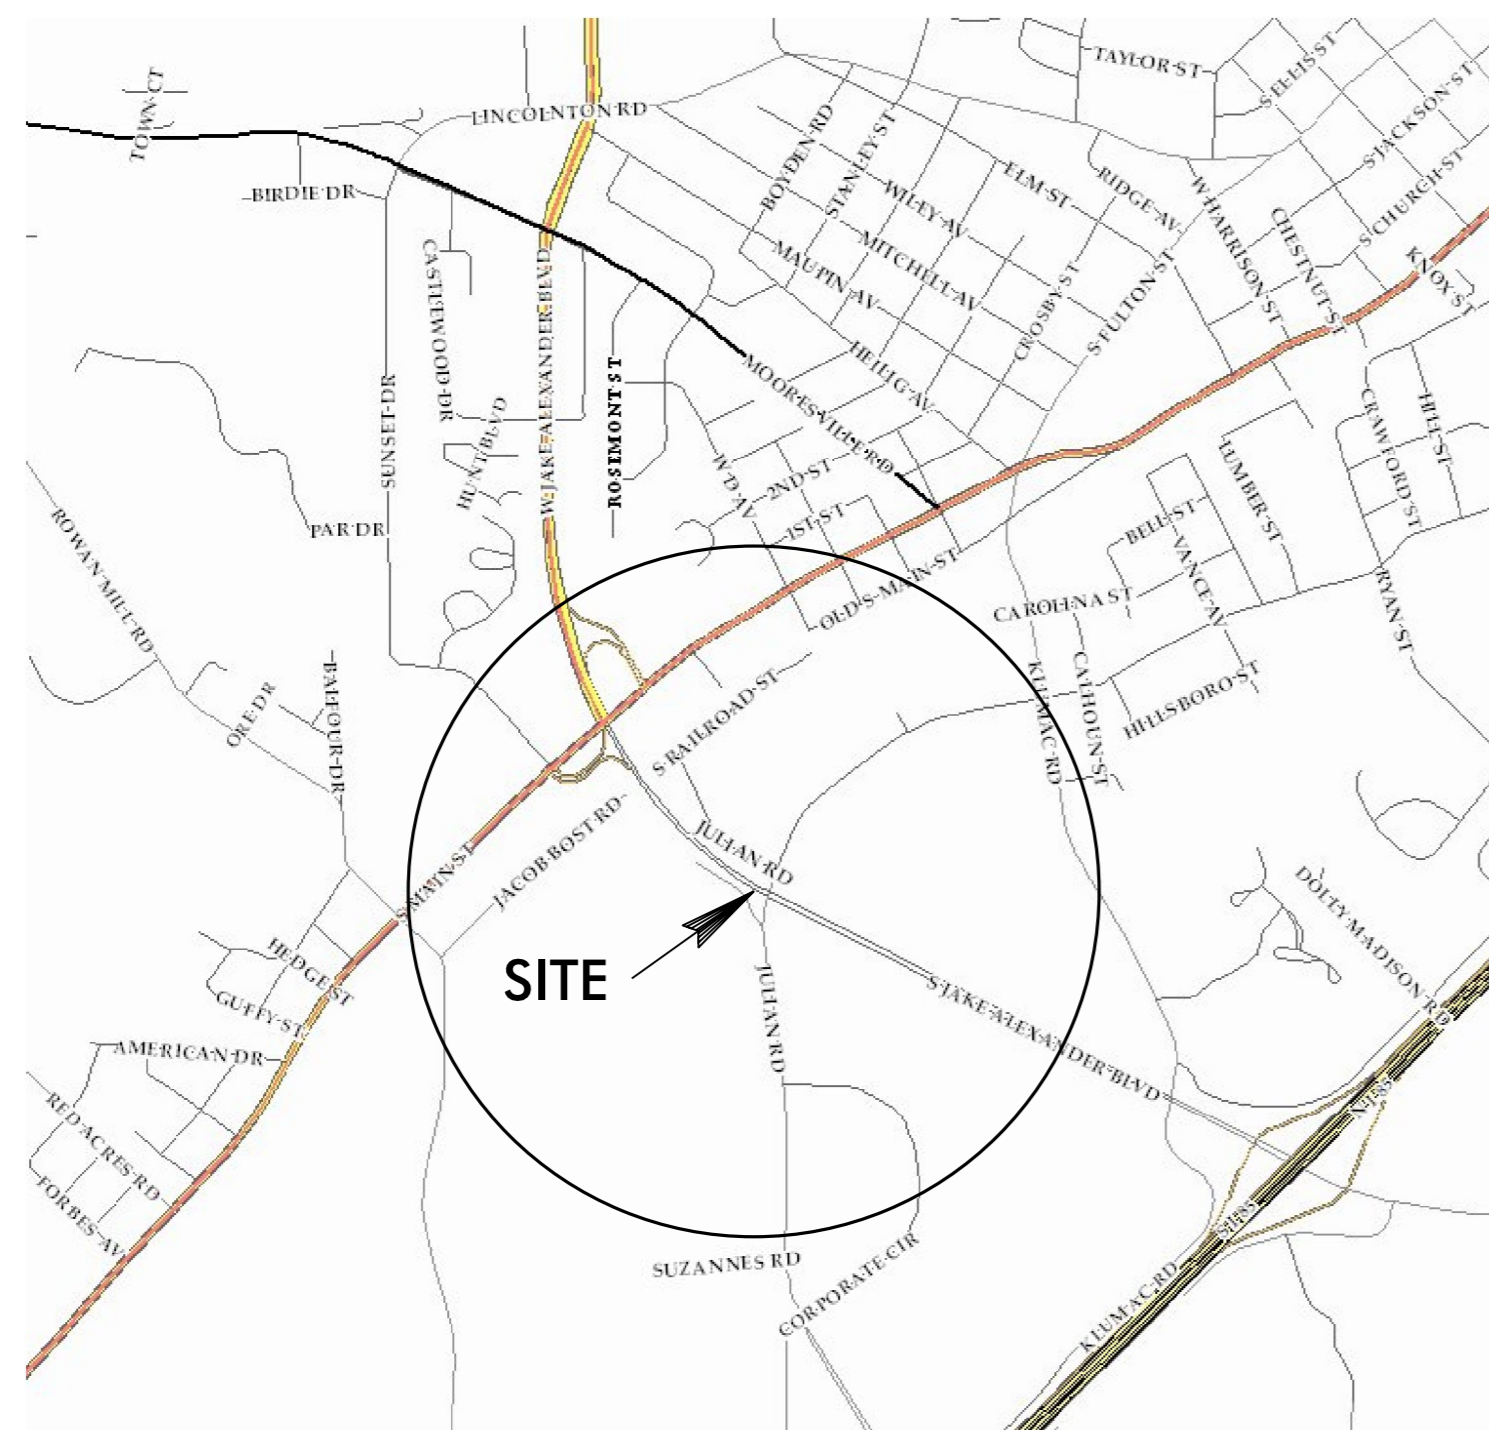 TAYLOR ST
S ELLIS ST
TOWN CT
LINCOLNTON RD
S JACKSON ST
BOYDEN RD
STANLEY ST
S CHURCH ST
BIRDIE DR
WILEY AV
ELM ST
RIDGE AV
W HARRISON ST
CHESTNUT ST
KNOX ST
CASTLEWOOD DR
W JAKE ALEXANDER BLVD
MAUPIN AV
MITCHELL AV
CROSBY ST
S FULTON ST
SUNSET DR
HUNT BLVD
ROSEMONT ST
MOORESVILLE RD
HEILIG AV
CRAWFORD ST
HILL ST
W D AV
2ND ST
1ST ST
LUMBER ST
BELL ST
VANCE AV
PAR DR
ROWAN MILL RD
OLD S MAIN ST
CAROLINA ST
RYAN ST
ORE DR
BALFOUR DR
S RAILROAD ST
KLUMAC RD
CALHOUN ST
HILLSBORO ST
JULIAN RD
S MAIN ST
JACOB BOST RD
DOLLY MADISON RD
SITE
HEDGE ST
GUFFY ST
AMERICAN DR
JULIAN RD
S JAKE ALEXANDER BLVD
N I-85
RED ACRES RD
FORBES AV
S I-85
SUZANNES RD
CORPORATE CIR
KLUMAC RD